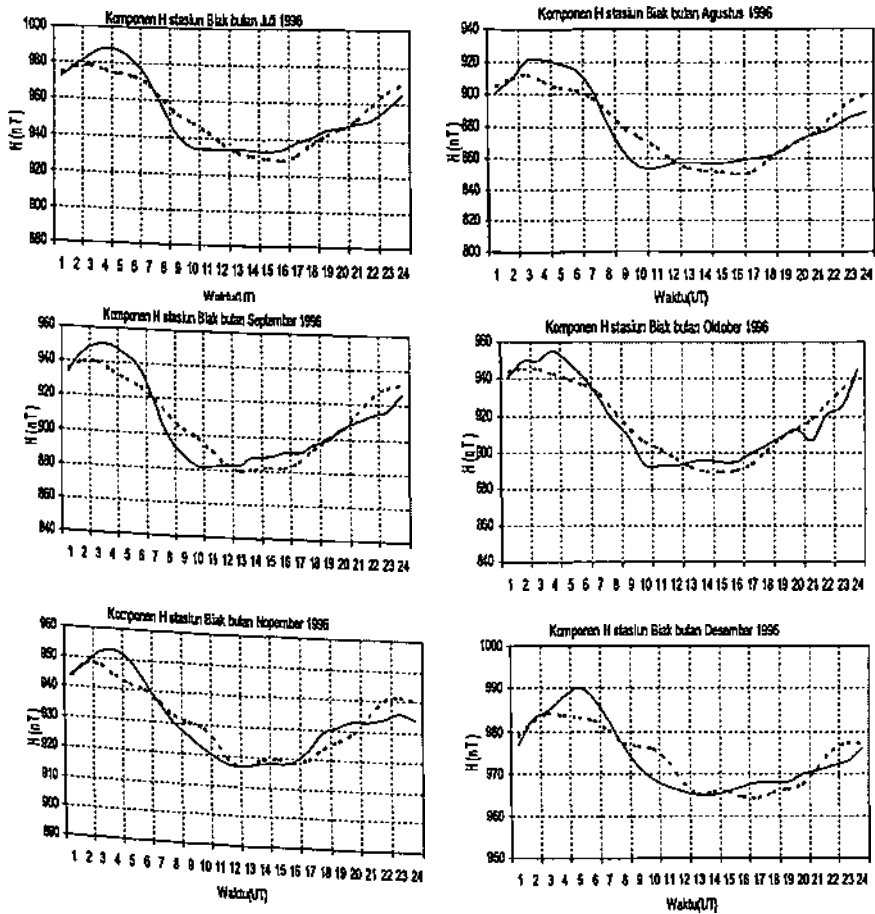 Komponen H stasiun Biak bulan Juli 1996
1000
980
960
940
920
900
880
H (nT)
1 2 3 4 5 6 7 8 9 10 11 12 13 14 15 16 17 18 19 20 21 22 23 24
Waktu(UT)
Komponen H stasiun Biak bulan Agustus 1996
940
920
900
880
860
840
820
800
H (nT)
1 2 3 4 5 6 7 8 9 10 11 12 13 14 15 16 17 18 19 20 21 22 23 24
Waktu(UT)
Komponen H stasiun Biak bulan September 1996
960
940
920
900
880
860
840
H (nT)
1 2 3 4 5 6 7 8 9 10 11 12 13 14 15 16 17 18 19 20 21 22 23 24
Komponen H stasiun Biak bulan Oktober 1996
960
940
920
900
880
860
840
H (nT)
1 2 3 4 5 6 7 8 9 10 11 12 13 14 15 16 17 18 19 20 21 22 23 24
Komponen H stasiun Biak bulan Nopember 1996
960
950
940
930
920
910
900
890
H (nT)
1 2 3 4 5 6 7 8 9 10 11 12 13 14 15 16 17 18 19 20 21 22 23 24
Waktu(UT)
Komponen H stasiun Biak bulan Desember 1996
1000
990
980
970
960
950
H (nT)
1 2 3 4 5 6 7 8 9 10 11 12 13 14 15 16 17 18 19 20 21 22 23 24
Waktu(UT)